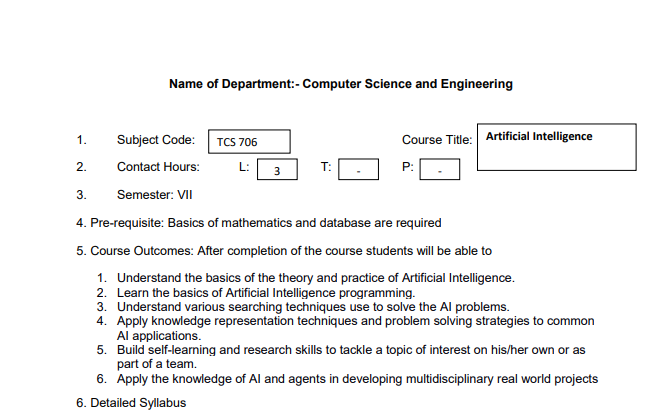 Name of Department:- Computer Science and Engineering
1. Subject Code: TCS 706 Course Title: Artificial Intelligence
2. Contact Hours: L: 3 T: - P: -
3. Semester: VII
4. Pre-requisite: Basics of mathematics and database are required
5. Course Outcomes: After completion of the course students will be able to
1. Understand the basics of the theory and practice of Artificial Intelligence.
2. Learn the basics of Artificial Intelligence programming.
3. Understand various searching techniques use to solve the AI problems.
4. Apply knowledge representation techniques and problem solving strategies to common
AI applications.
5. Build self-learning and research skills to tackle a topic of interest on his/her own or as
part of a team.
6. Apply the knowledge of AI and agents in developing multidisciplinary real world projects
6. Detailed Syllabus